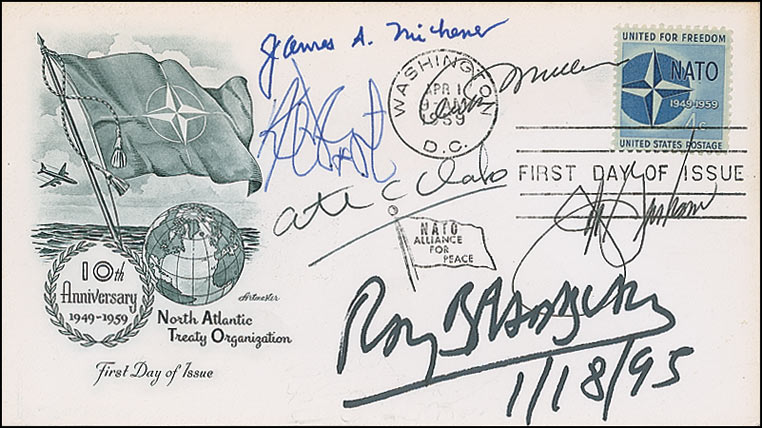 James A. Michener
WASHINGTON
APR 1
1959
D.C.
UNITED FOR FREEDOM
NATO
1949-1959
4¢
UNITED STATES POSTAGE
FIRST DAY OF ISSUE
NATO
ALLIANCE
FOR
PEACE
10th
Anniversary
1949-1959
Artmaster
North Atlantic
Treaty Organization
First Day of Issue
Ray Bradbury
1/18/95